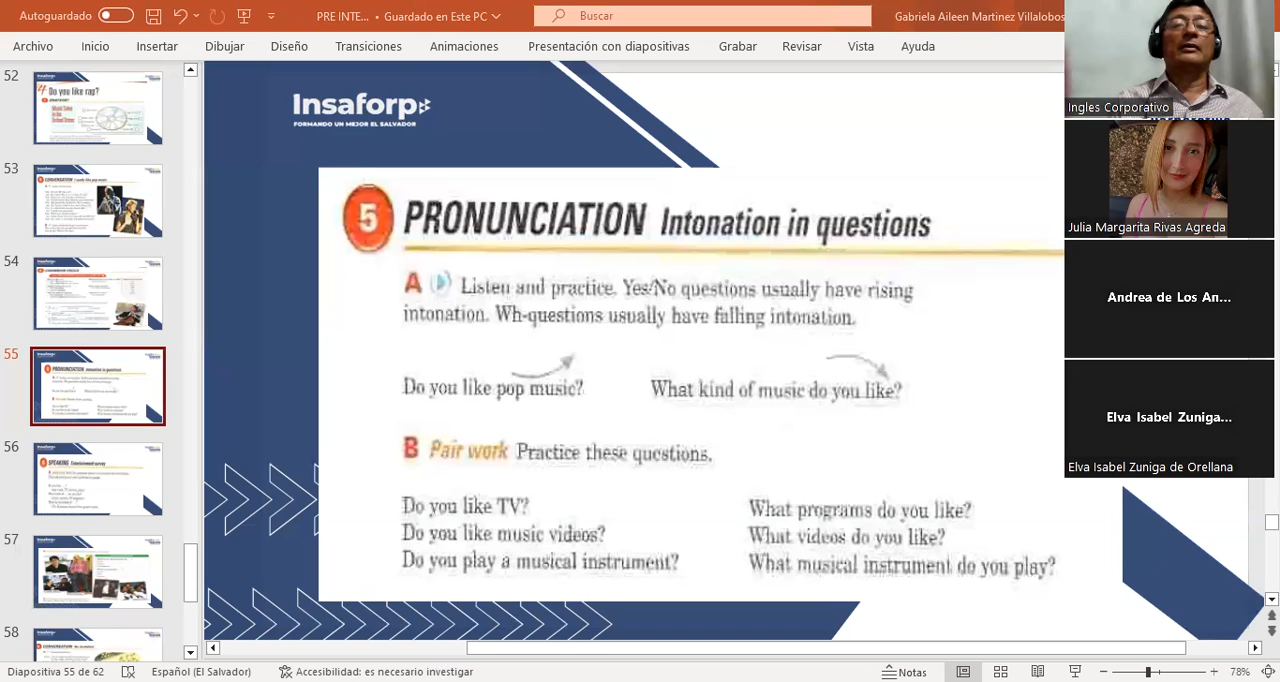 Autoguardado
PRE INTE... • Guardado en Este PC
Buscar
Gabriela Aileen Martinez Villalobos
Archivo Inicio Insertar Dibujar Diseño Transiciones Animaciones Presentación con diapositivas Grabar Revisar Vista Ayuda
52
Do you like rap?
53
54
55
56
57
58
Insaforp
FORMANDO UN MEJOR EL SALVADOR
5 PRONUNCIATION Intonation in questions
A Listen and practice. Yes/No questions usually have rising
intonation. Wh-questions usually have falling intonation.
Do you like pop music? What kind of music do you like?
B Pair work Practice these questions.
Do you like TV? What programs do you like?
Do you like music videos? What videos do you like?
Do you play a musical instrument? What musical instrument do you play?
Ingles Corporativo
Julia Margarita Rivas Agreda
Andrea de Los An...
Elva Isabel Zuniga...
Elva Isabel Zuniga de Orellana
Diapositiva 55 de 62 Español (El Salvador) Accesibilidad: es necesario investigar Notas 78%